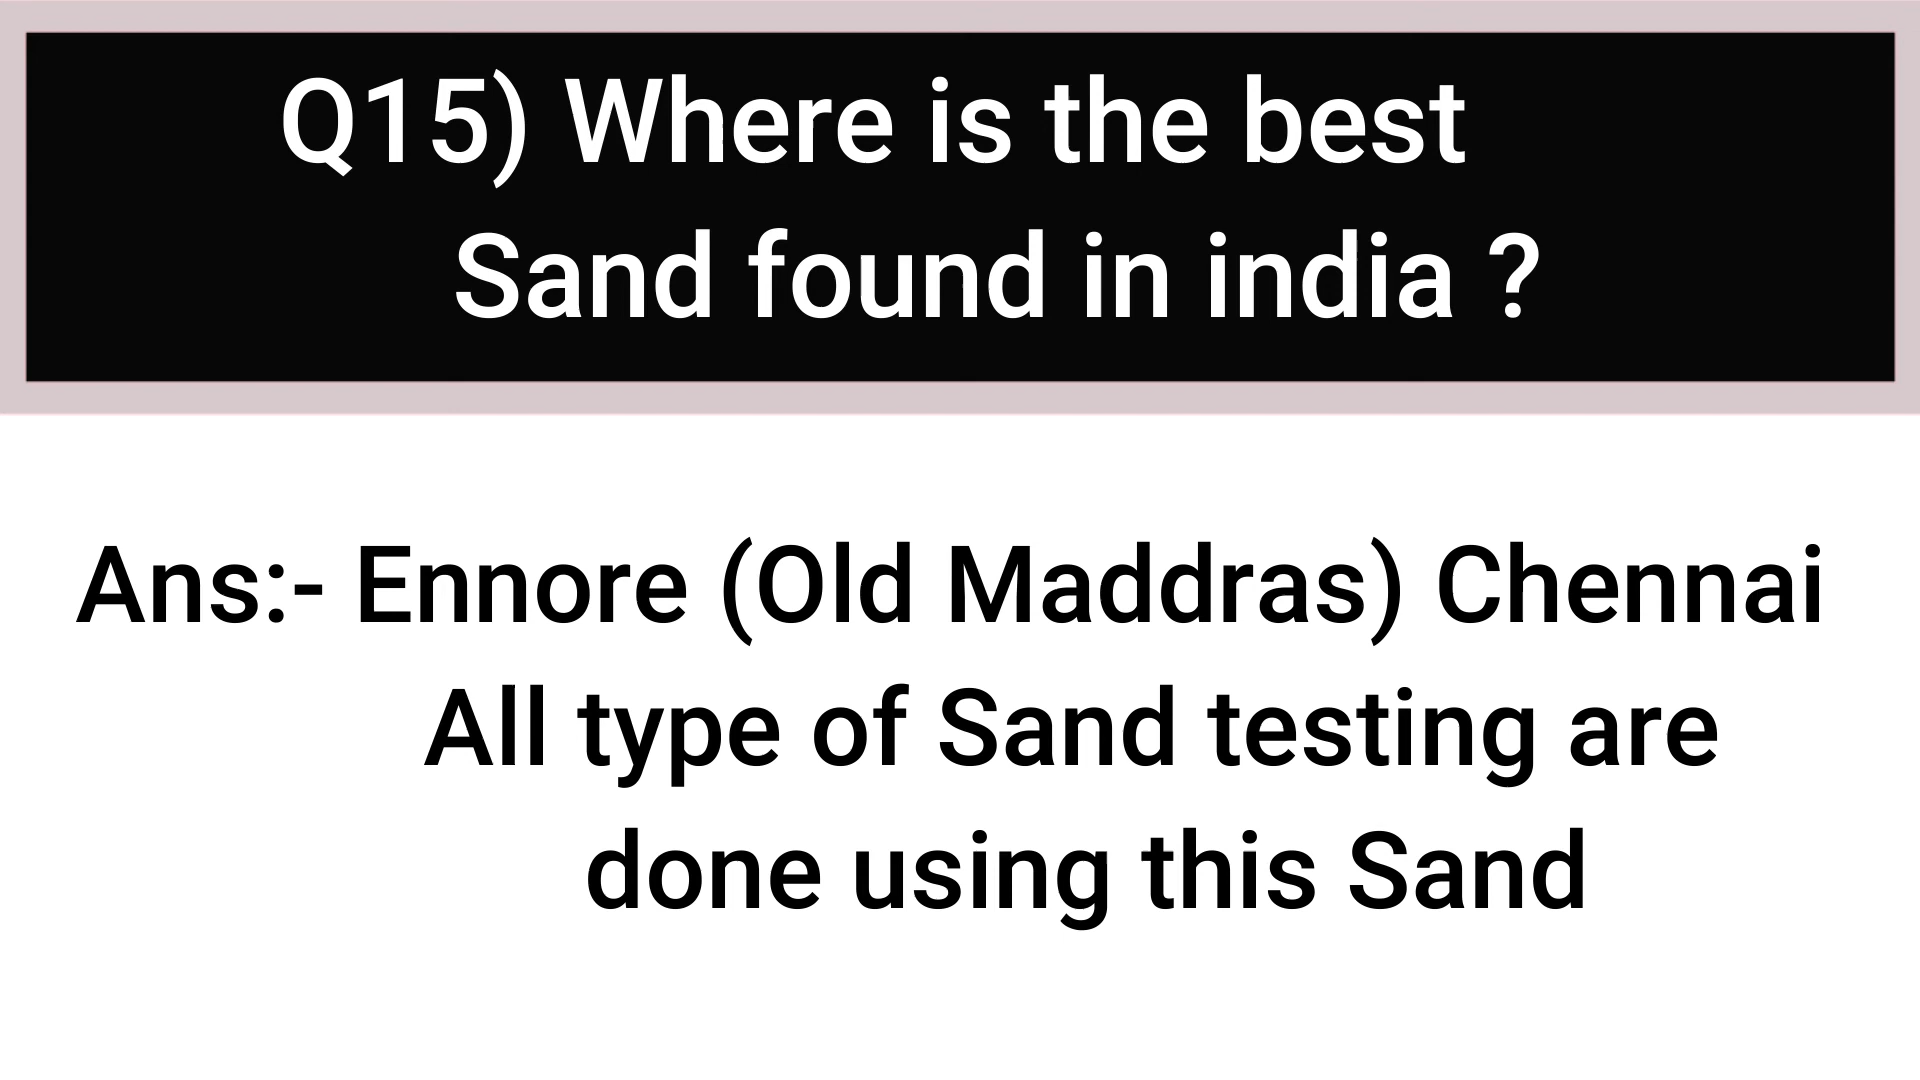 Q15) Where is the best
Sand found in india ?
Ans:- Ennore (Old Maddras) Chennai
All type of Sand testing are
done using this Sand